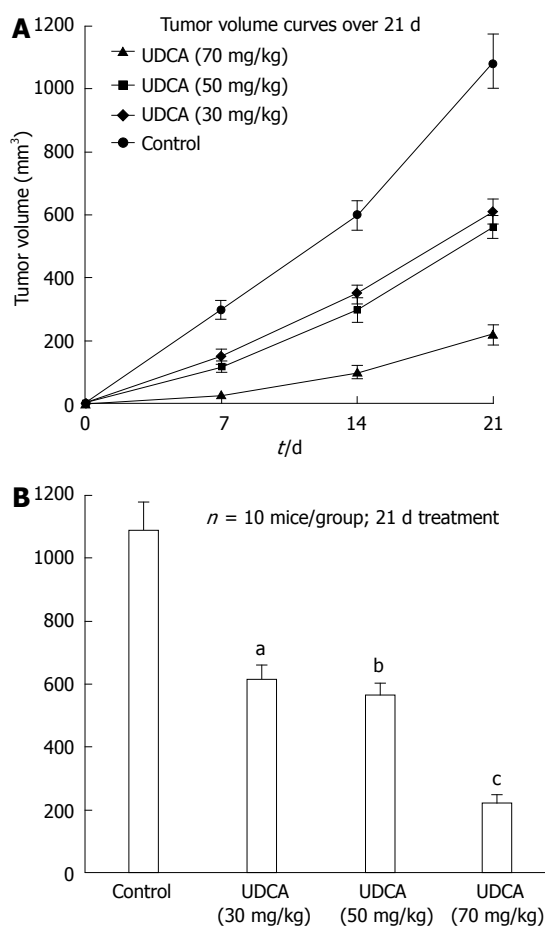 A
Tumor volume curves over 21 d
UDCA (70 mg/kg)
UDCA (50 mg/kg)
UDCA (30 mg/kg)
Control
Tumor volume (mm³)
1200
1000
800
600
400
200
0
0 7 14 21
t/d
B
n = 10 mice/group; 21 d treatment
1200
1000
800
600
400
200
0
a
b
c
Control UDCA UDCA UDCA
(30 mg/kg) (50 mg/kg) (70 mg/kg)